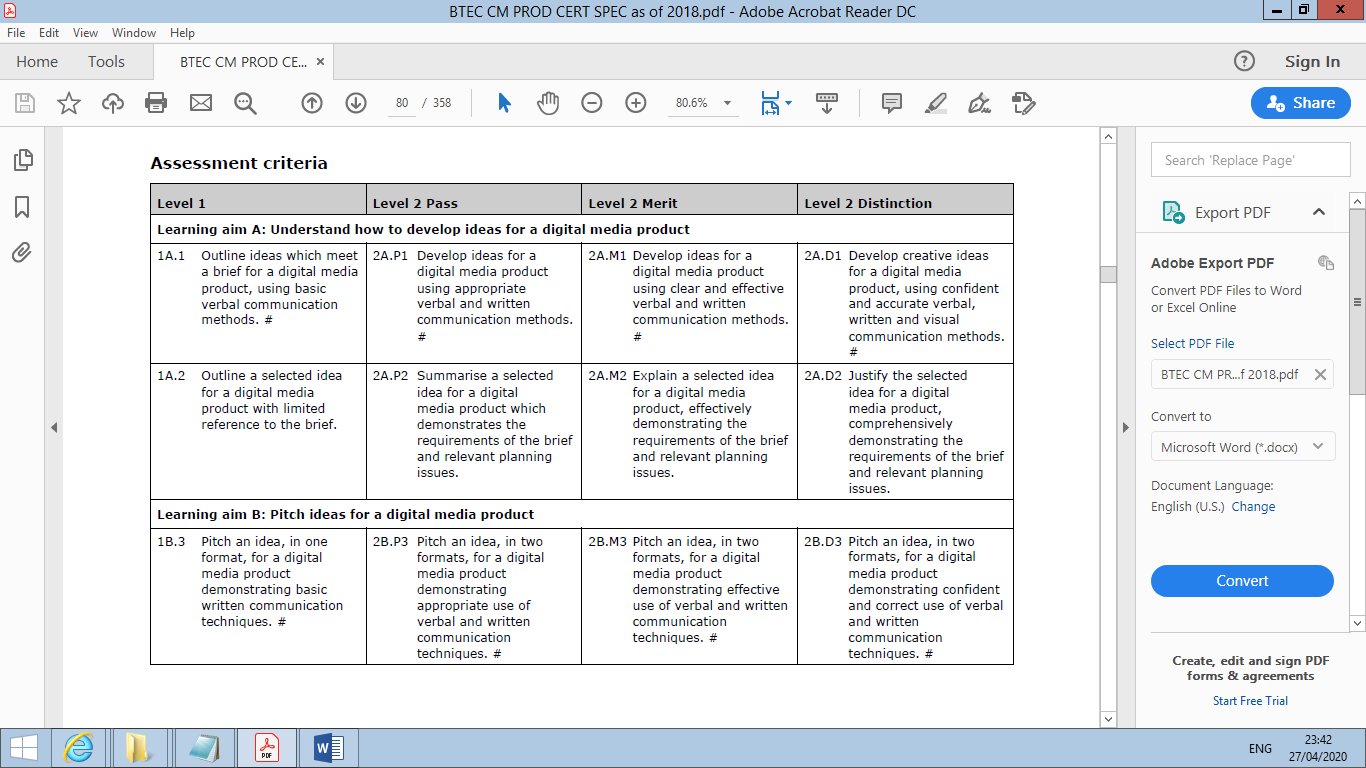 BTEC CM PROD CERT SPEC as of 2018.pdf - Adobe Acrobat Reader DC
File Edit View Window Help
Home Tools BTEC CM PROD CE... × ? Sign In
80 / 358 80.6% Share
Assessment criteria
Level 1 Level 2 Pass Level 2 Merit Level 2 Distinction
Learning aim A: Understand how to develop ideas for a digital media product
1A.1 Outline ideas which meet
a brief for a digital media
product, using basic
verbal communication
methods. #
2A.P1 Develop ideas for a
digital media product
using appropriate
verbal and written
communication methods.
#
2A.M1 Develop ideas for a
digital media product
using clear and effective
verbal and written
communication methods.
#
2A.D1 Develop creative ideas
for a digital media
product, using confident
and accurate verbal,
written and visual
communication methods.
#
1A.2 Outline a selected idea
for a digital media
product with limited
reference to the brief.
2A.P2 Summarise a selected
idea for a digital
media product which
demonstrates the
requirements of the brief
and relevant planning
issues.
2A.M2 Explain a selected idea
for a digital media
product, effectively
demonstrating the
requirements of the brief
and relevant planning
issues.
2A.D2 Justify the selected
idea for a digital
media product,
comprehensively
demonstrating the
requirements of the brief
and relevant planning
issues.
Learning aim B: Pitch ideas for a digital media product
1B.3 Pitch an idea, in one
format, for a digital
media product
demonstrating basic
written communication
techniques. #
2B.P3 Pitch an idea, in two
formats, for a digital
media product
demonstrating
appropriate use of
verbal and written
communication
techniques. #
2B.M3 Pitch an idea, in two
formats, for a digital
media product
demonstrating effective
use of verbal and written
communication
techniques. #
2B.D3 Pitch an idea, in two
formats, for a digital
media product
demonstrating confident
and correct use of verbal
and written
communication
techniques. #
Search 'Replace Page'
Export PDF
Adobe Export PDF
Convert PDF Files to Word
or Excel Online
Select PDF File
BTEC CM PR...f 2018.pdf
Convert to
Microsoft Word (*.docx)
Document Language:
English (U.S.) Change
Convert
Create, edit and sign PDF
forms & agreements
Start Free Trial
PDF
ENG
23:42
27/04/2020